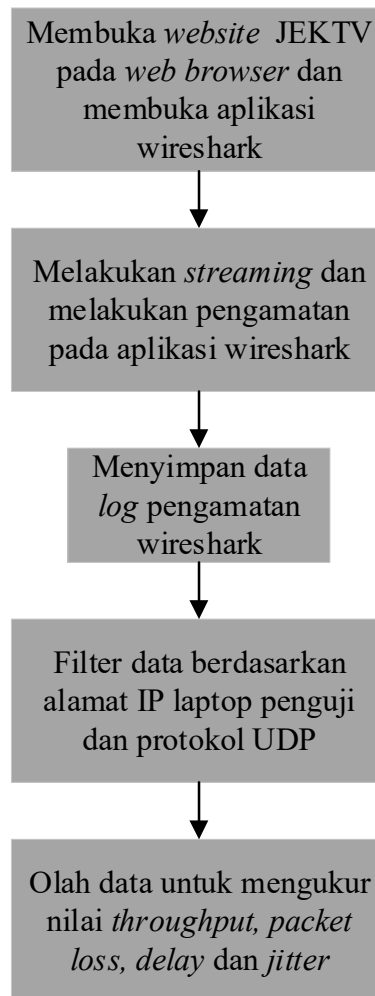 Membuka website JEKTV
pada web browser dan
membuka aplikasi
wireshark
Melakukan streaming dan
melakukan pengamatan
pada aplikasi wireshark
Menyimpan data
log pengamatan
wireshark
Filter data berdasarkan
alamat IP laptop penguji
dan protokol UDP
Olah data untuk mengukur
nilai throughput, packet
loss, delay dan jitter